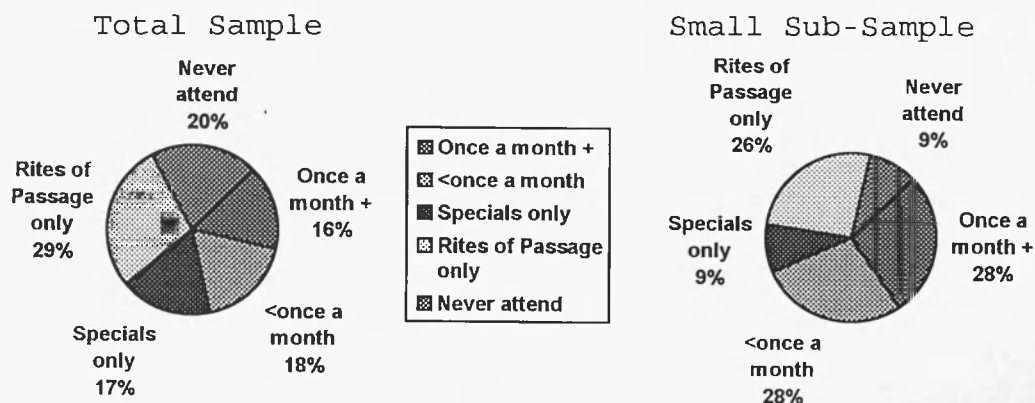 Total Sample
Never
attend
20%
Once a
month +
16%
<once a
month
18%
Specials
only
17%
Rites of
Passage
only
29%
Once a month +
<once a month
Specials only
Rites of Passage
only
Never attend
Small Sub-Sample
Rites of
Passage
only
26%
Never
attend
9%
Once a
month +
28%
<once a
month
28%
Specials
only
9%